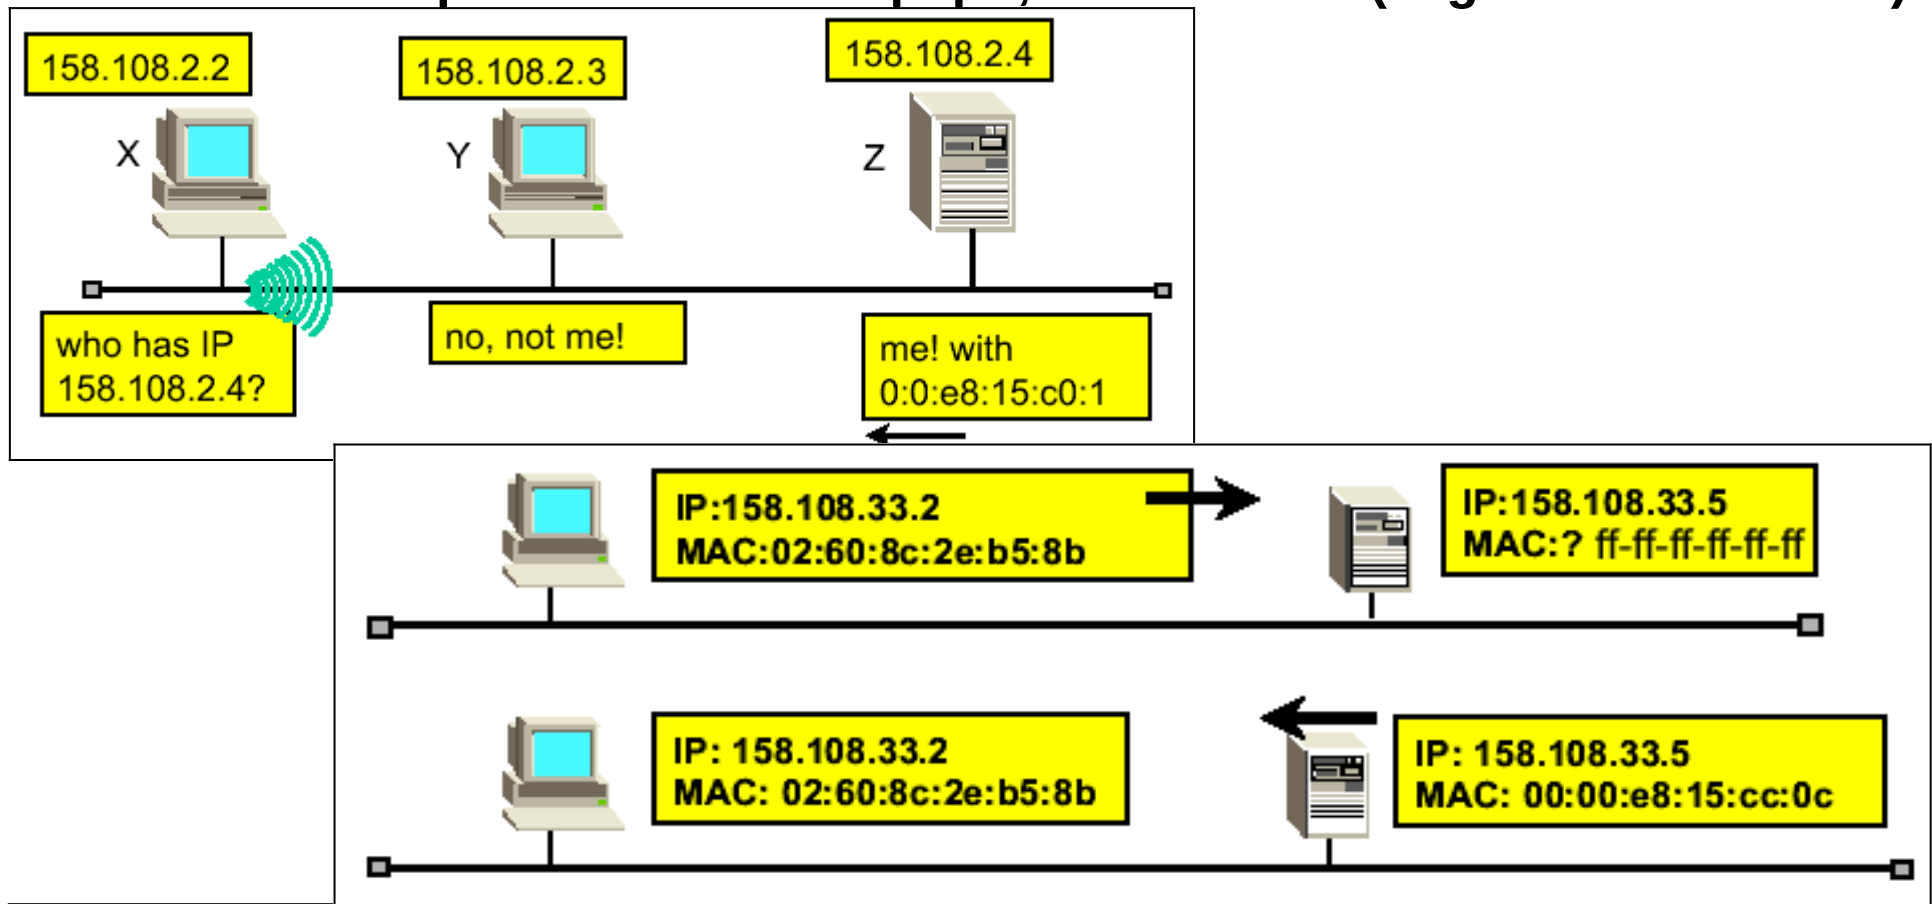 158.108.2.2
158.108.2.3
158.108.2.4
X
Y
Z
who has IP
158.108.2.4?
no, not me!
me! with
0:0:e8:15:c0:1
IP:158.108.33.2
MAC:02:60:8c:2e:b5:8b
IP:158.108.33.5
MAC:? ff-ff-ff-ff-ff-ff
IP: 158.108.33.2
MAC: 02:60:8c:2e:b5:8b
IP: 158.108.33.5
MAC: 00:00:e8:15:cc:0c